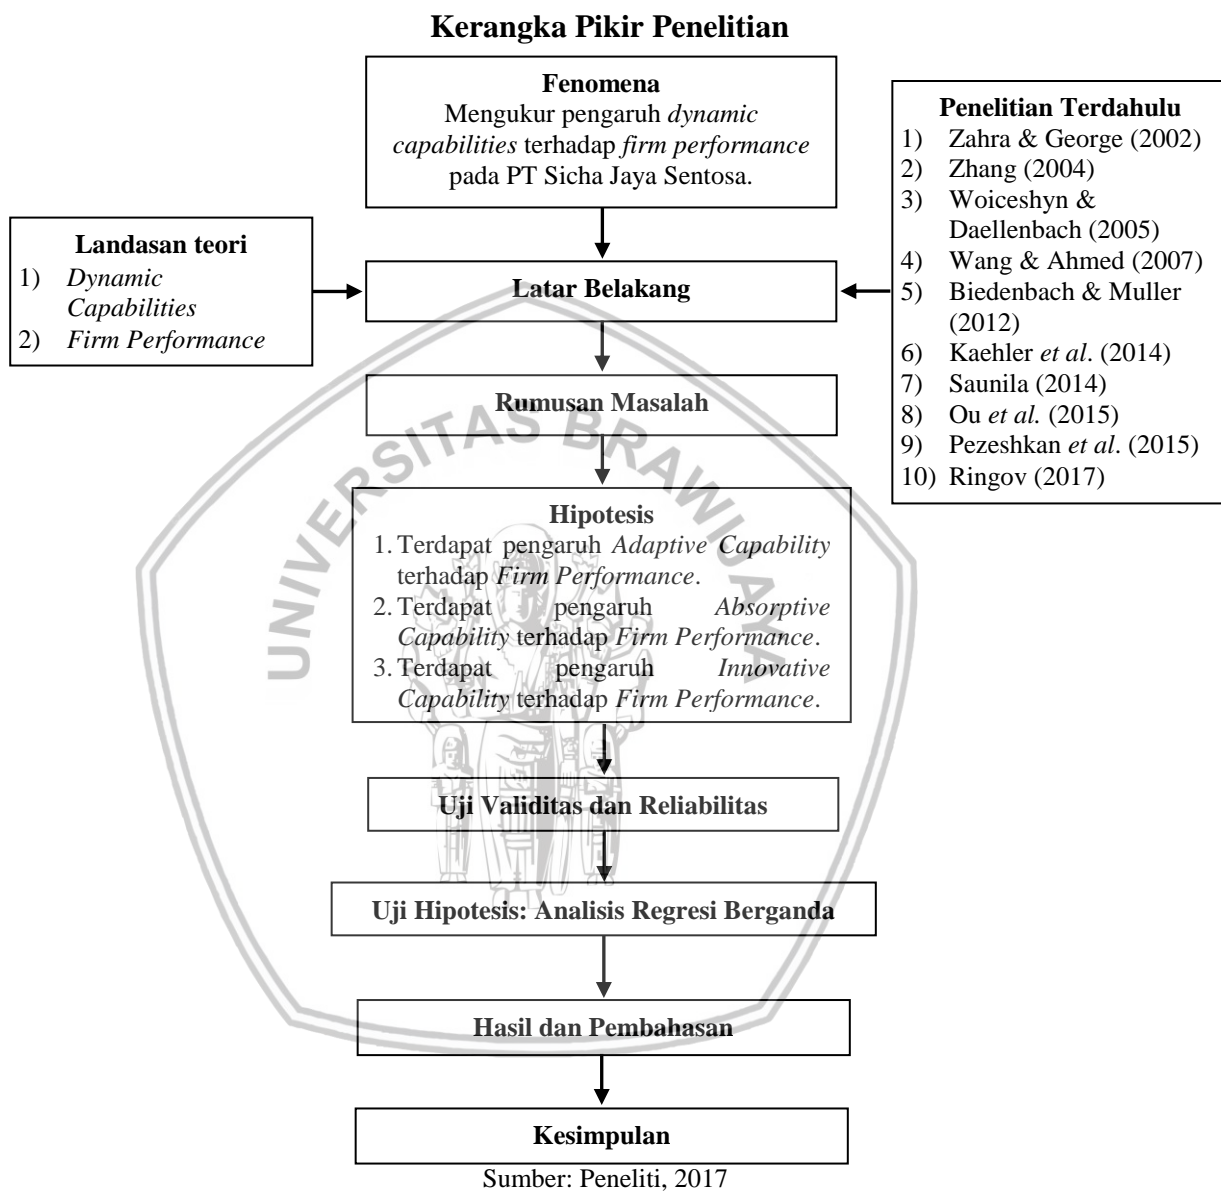 Kerangka Pikir Penelitian
Fenomena
Mengukur pengaruh dynamic
capabilities terhadap firm performance
pada PT Sicha Jaya Sentosa.
Penelitian Terdahulu
1) Zahra & George (2002)
2) Zhang (2004)
3) Woiceshyn &
Daellenbach (2005)
4) Wang & Ahmed (2007)
5) Biedenbach & Muller
(2012)
6) Kaehler et al. (2014)
7) Saunila (2014)
8) Ou et al. (2015)
9) Pezeshkan et al. (2015)
10) Ringov (2017)
Landasan teori
1) Dynamic
Capabilities
2) Firm Performance
Latar Belakang
Rumusan Masalah
UNIVERSITAS BRAWIJAYA
Hipotesis
1. Terdapat pengaruh Adaptive Capability
terhadap Firm Performance.
2. Terdapat pengaruh Absorptive
Capability terhadap Firm Performance.
3. Terdapat pengaruh Innovative
Capability terhadap Firm Performance.
Uji Validitas dan Reliabilitas
Uji Hipotesis: Analisis Regresi Berganda
Hasil dan Pembahasan
Kesimpulan
Sumber: Peneliti, 2017